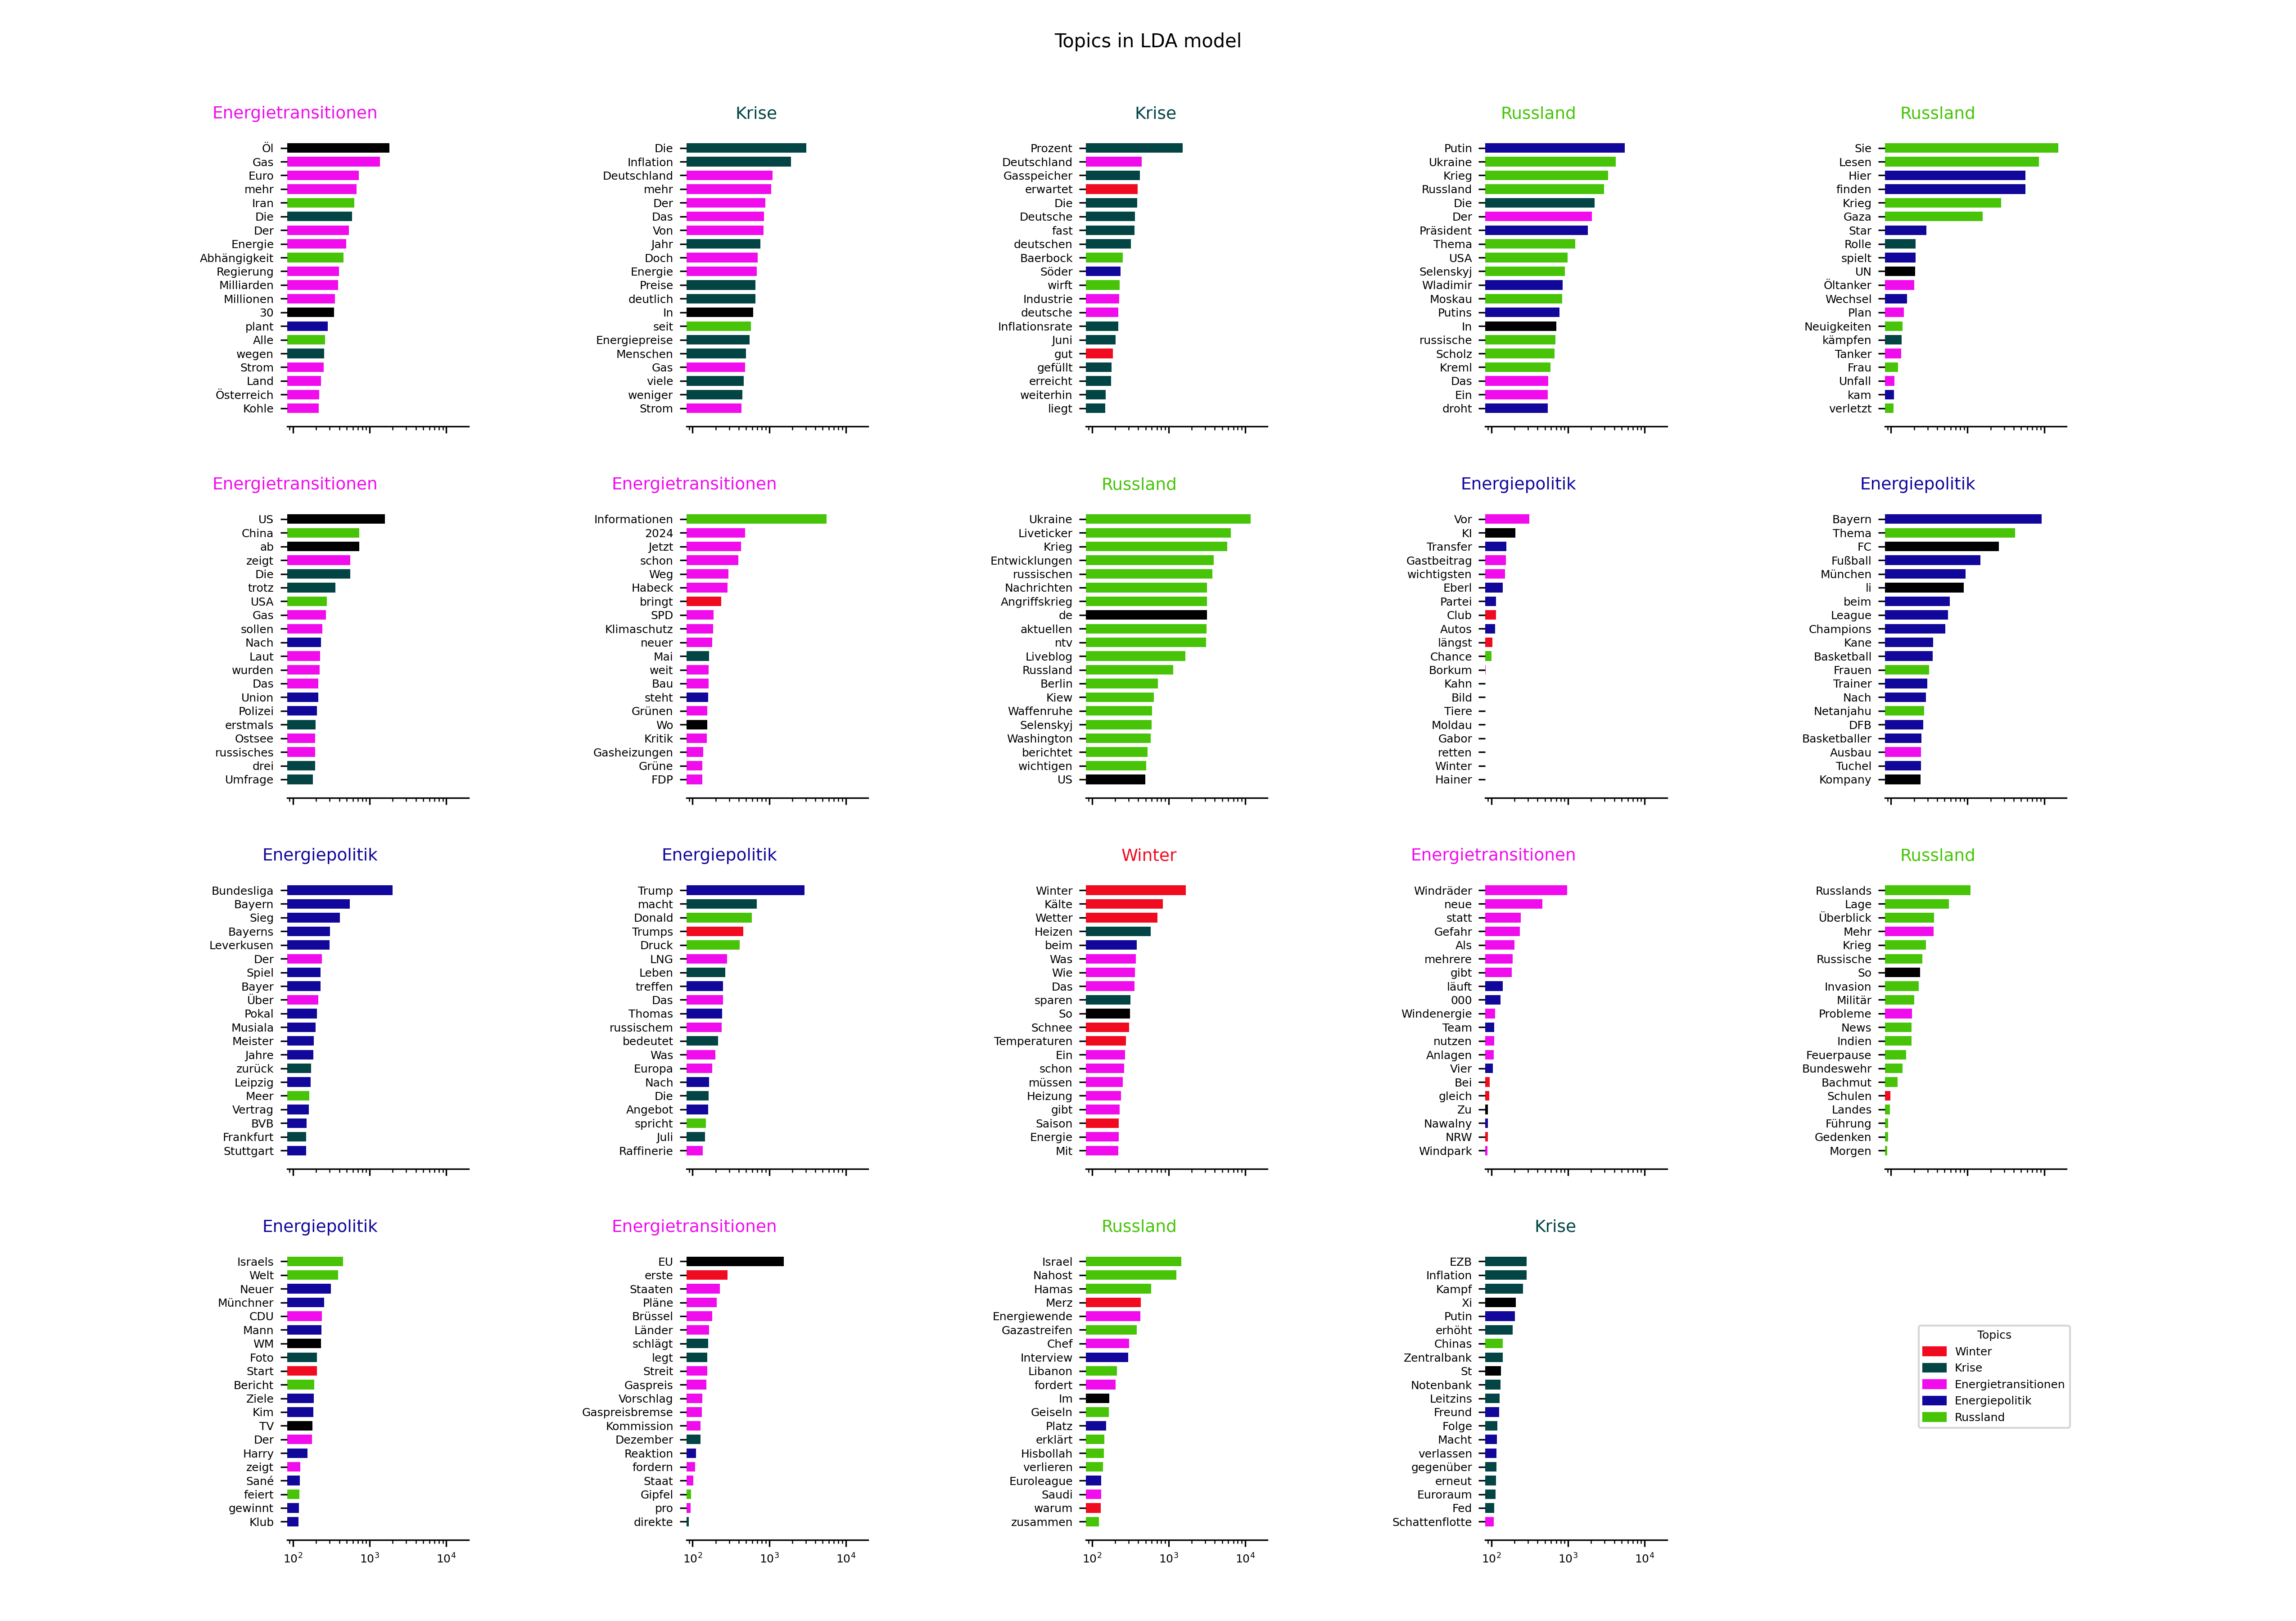 Topics in LDA model
Energietransitionen
Öl
Gas
Euro
mehr
Iran
Die
Der
Energie
Abhängigkeit
Regierung
Milliarden
Millionen
30
plant
Alle
wegen
Strom
Land
Österreich
Kohle
Krise
Die
Inflation
Deutschland
mehr
Der
Das
Von
Jahr
Doch
Energie
Preise
deutlich
In
seit
Energiepreise
Menschen
Gas
viele
weniger
Strom
Krise
Prozent
Deutschland
Gasspeicher
erwartet
Die
Deutsche
fast
deutschen
Baerbock
Söder
wirft
Industrie
deutsche
Inflationsrate
Juni
gut
gefüllt
erreicht
weiterhin
liegt
Russland
Putin
Ukraine
Krieg
Russland
Die
Der
Präsident
Thema
USA
Selenskyj
Wladimir
Moskau
Putins
In
russische
Scholz
Kreml
Das
Ein
droht
Russland
Sie
Lesen
Hier
finden
Krieg
Gaza
Star
Rolle
spielt
UN
Öltanker
Wechsel
Plan
Neuigkeiten
kämpfen
Tanker
Frau
Unfall
kam
verletzt
Energietransitionen
US
China
ab
zeigt
Die
trotz
USA
Gas
sollen
Nach
Laut
wurden
Das
Union
Polizei
erstmals
Ostsee
russisches
drei
Umfrage
Energietransitionen
Informationen
2024
Jetzt
schon
Weg
Habeck
bringt
SPD
Klimaschutz
neuer
Mai
weit
Bau
steht
Grünen
Wo
Kritik
Gasheizungen
Grüne
FDP
Russland
Ukraine
Liveticker
Krieg
Entwicklungen
russischen
Nachrichten
Angriffskrieg
de
aktuellen
ntv
Liveblog
Russland
Berlin
Kiew
Waffenruhe
Selenskyj
Washington
berichtet
wichtigen
US
Energiepolitik
Vor
KI
Transfer
Gastbeitrag
wichtigsten
Eberl
Partei
Club
Autos
längst
Chance
Borkum
Kahn
Bild
Tiere
Moldau
Gabor
retten
Winter
Hainer
Energiepolitik
Bayern
Thema
FC
Fußball
München
li
beim
League
Champions
Kane
Basketball
Frauen
Trainer
Nach
Netanjahu
DFB
Basketballer
Ausbau
Tuchel
Kompany
Energiepolitik
Bundesliga
Bayern
Sieg
Bayerns
Leverkusen
Der
Spiel
Bayer
Über
Pokal
Musiala
Meister
Jahre
zurück
Leipzig
Meer
Vertrag
BVB
Frankfurt
Stuttgart
Energiepolitik
Trump
macht
Donald
Trumps
Druck
LNG
Leben
treffen
Das
Thomas
russischem
bedeutet
Was
Europa
Nach
Die
Angebot
spricht
Juli
Raffinerie
Winter
Winter
Kälte
Wetter
Heizen
beim
Was
Wie
Das
sparen
So
Schnee
Temperaturen
Ein
schon
müssen
Heizung
gibt
Saison
Energie
Mit
Energietransitionen
Windräder
neue
statt
Gefahr
Als
mehrere
gibt
läuft
000
Windenergie
Team
nutzen
Anlagen
Vier
Bei
gleich
Zu
Nawalny
NRW
Windpark
Russland
Russlands
Lage
Überblick
Mehr
Krieg
Russische
So
Invasion
Militär
Probleme
News
Indien
Feuerpause
Bundeswehr
Bachmut
Schulen
Landes
Führung
Gedenken
Morgen
Energiepolitik
Israels
Welt
Neuer
Münchner
CDU
Mann
WM
Foto
Start
Bericht
Ziele
Kim
TV
Der
Harry
zeigt
Sané
feiert
gewinnt
Klub
10² 10³ 10⁴
Energietransitionen
EU
erste
Staaten
Pläne
Brüssel
Länder
schlägt
legt
Streit
Gaspreis
Vorschlag
Gaspreisbremse
Kommission
Dezember
Reaktion
fordern
Staat
Gipfel
pro
direkte
10² 10³ 10⁴
Russland
Israel
Nahost
Hamas
Merz
Energiewende
Gazastreifen
Chef
Interview
Libanon
fordert
Im
Geiseln
Platz
erklärt
Hisbollah
verlieren
Euroleague
Saudi
warum
zusammen
10² 10³ 10⁴
Krise
EZB
Inflation
Kampf
Xi
Putin
erhöht
Chinas
Zentralbank
St
Notenbank
Leitzins
Freund
Folge
Macht
verlassen
gegenüber
erneut
Euroraum
Fed
Schattenflotte
10² 10³ 10⁴
Topics
Winter
Krise
Energietransitionen
Energiepolitik
Russland